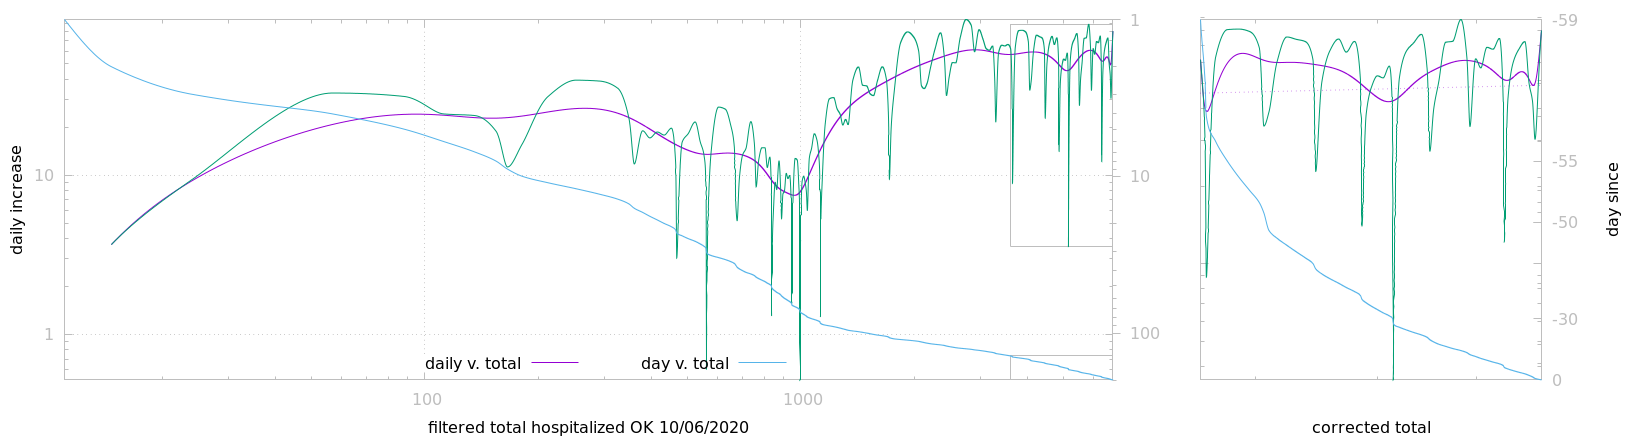 1
-59
10
10
daily increase
-55
day since
-50
1
100
-30
daily v. total
day v. total
0
100
1000
filtered total hospitalized OK 10/06/2020
corrected total